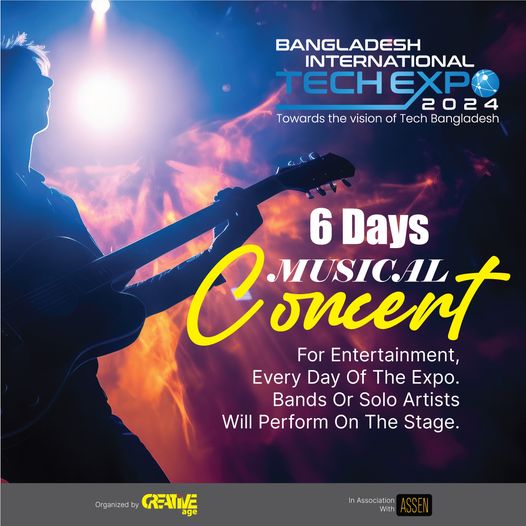 BANGLADESH
INTERNATIONAL
TECH EXPO
2024
Towards the vision of Tech Bangladesh
6 Days
MUSICAL
Concert
For Entertainment,
Every Day Of The Expo.
Bands Or Solo Artists
Will Perform On The Stage.
Organized by CREATIVE age
In Association With ASSEN